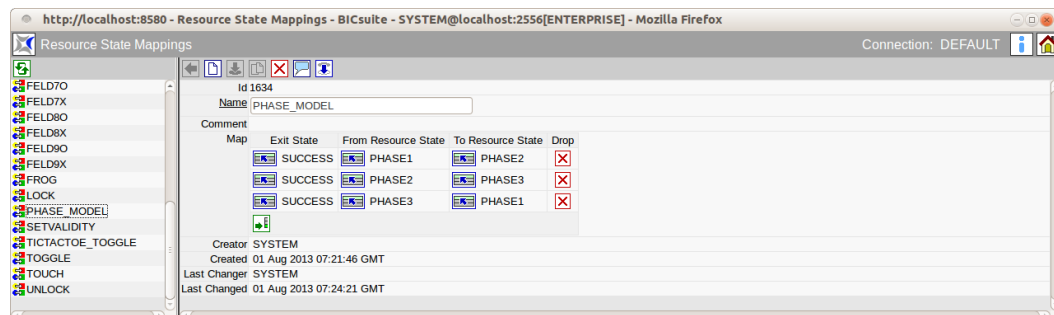 http://localhost:8580 - Resource State Mappings - BICsuite - SYSTEM@localhost:2556[ENTERPRISE] - Mozilla Firefox
Resource State Mappings
Connection: DEFAULT
FELD7O
FELD7X
FELD8O
FELD8X
FELD9O
FELD9X
FROG
LOCK
PHASE_MODEL
SETVALIDITY
TICTACTOE_TOGGLE
TOGGLE
TOUCH
UNLOCK
Id 1634
Name PHASE_MODEL
Comment
Map Exit State From Resource State To Resource State Drop
SUCCESS PHASE1 PHASE2
SUCCESS PHASE2 PHASE3
SUCCESS PHASE3 PHASE1
Creator SYSTEM
Created 01 Aug 2013 07:21:46 GMT
Last Changer SYSTEM
Last Changed 01 Aug 2013 07:24:21 GMT